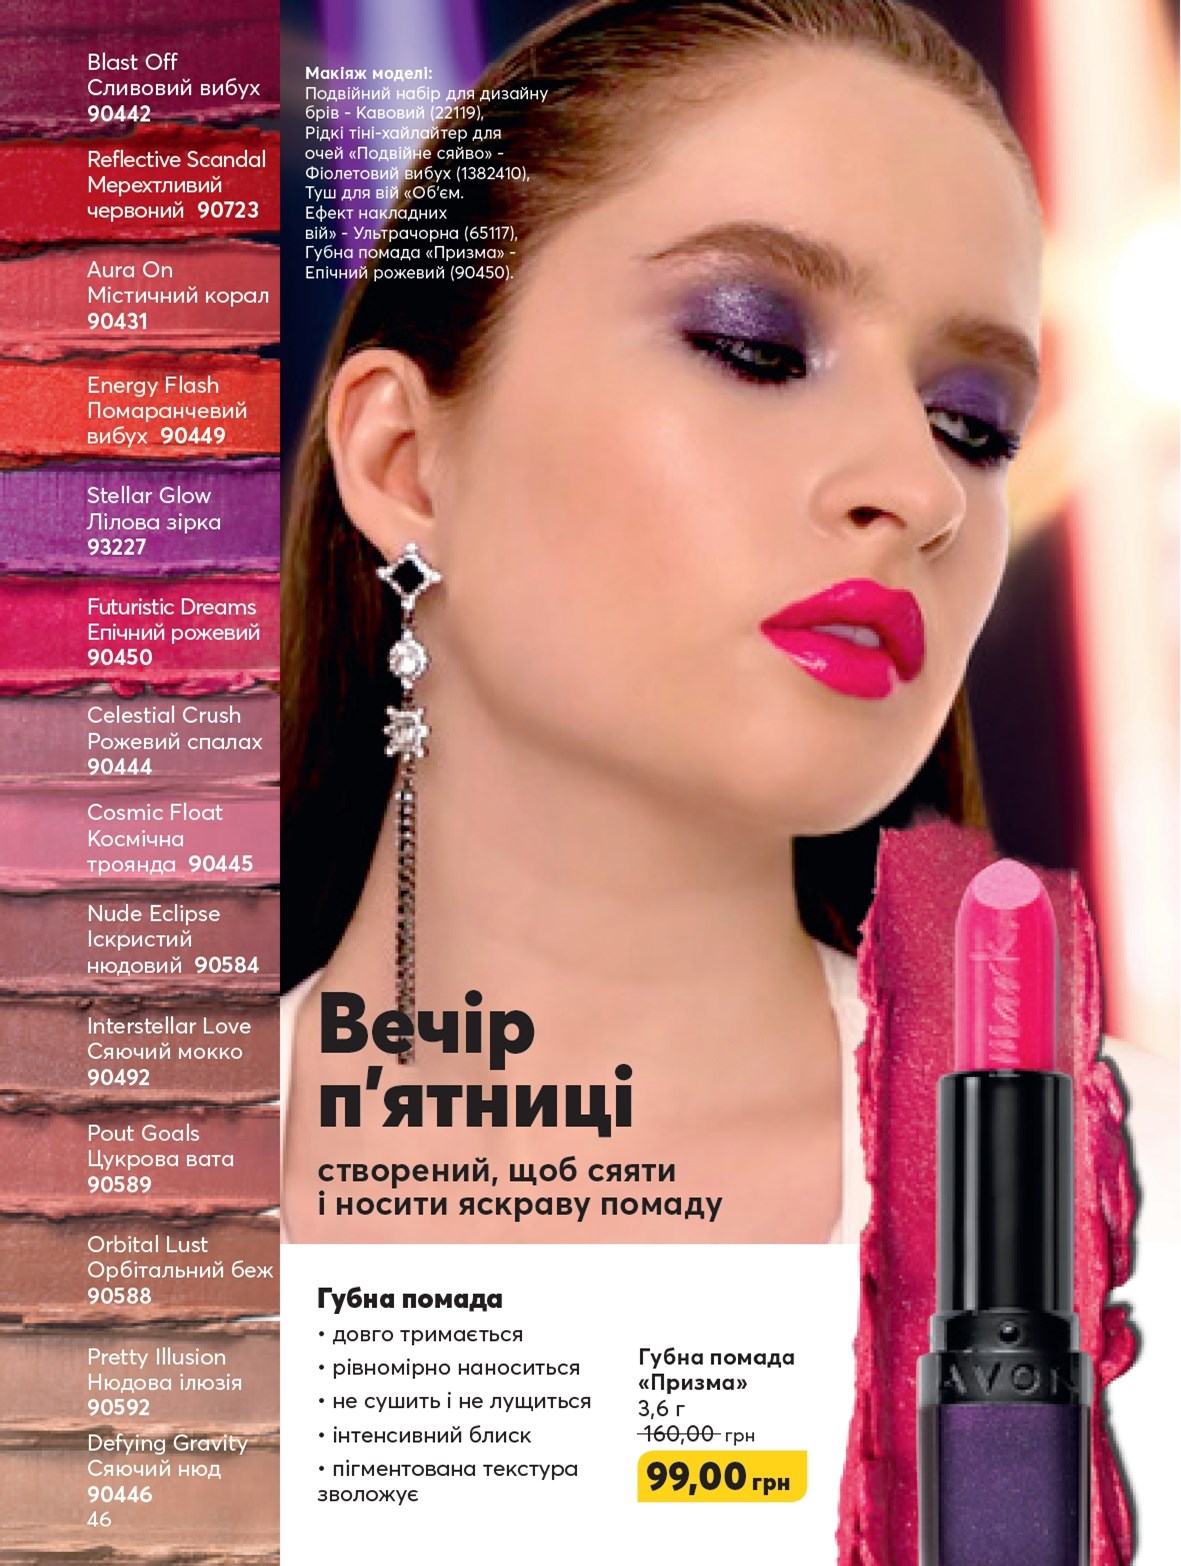 Blast Off
Сливовий вибух
90442
Reflective Scandal
Мерехтливий
червоний 90723
Aura On
Містичний корал
90431
Energy Flash
Помаранчевий
вибух 90449
Stellar Glow
Лілова зірка
93227
Futuristic Dreams
Епічний рожевий
90450
Celestial Crush
Рожевий спалах
90444
Cosmic Float
Космічна
троянда 90445
Nude Eclipse
Іскристий
нюдовий 90584
Interstellar Love
Сяючий мокко
90492
Pout Goals
Цукрова вата
90589
Orbital Lust
Орбітальний беж
90588
Pretty Illusion
Нюдова ілюзія
90592
Defying Gravity
Сяючий нюд
90446
46
Макіяж моделі:
Подвійний набір для дизайну
брів - Кавовий (22119),
Рідкі тіні-хайлайтер для
очей «Подвійне сяйво» -
Фіолетовий вибух (1382410),
Туш для вій «Об'єм.
Ефект накладних
вій» - Ультрачорна (65117),
Губна помада «Призма» -
Епічний рожевий (90450).
Вечір
п'ятниці
створений, щоб сяяти
і носити яскраву помаду
Губна помада
• довго тримається
• рівномірно наноситься
• не сушить і не лущиться
• інтенсивний блиск
• пігментована текстура
зволожує
Губна помада
«Призма»
3,6 г
160,00 грн
99,00 грн
mark.
AVON